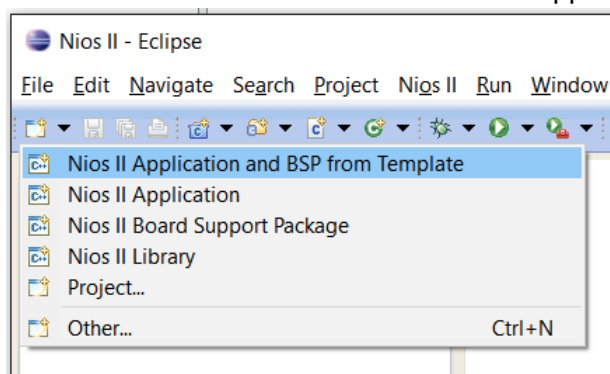 Nios II - Eclipse
File Edit Navigate Search Project Nios II Run Window
Nios II Application and BSP from Template
Nios II Application
Nios II Board Support Package
Nios II Library
Project...
Other... Ctrl+N